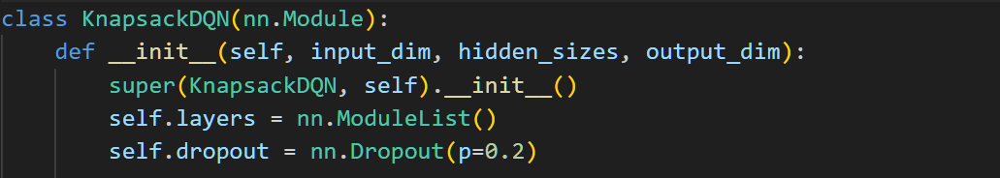 class KnapsackDQN(nn.Module):
    def __init__(self, input_dim, hidden_sizes, output_dim):
        super(KnapsackDQN, self).__init__()
        self.layers = nn.ModuleList()
        self.dropout = nn.Dropout(p=0.2)